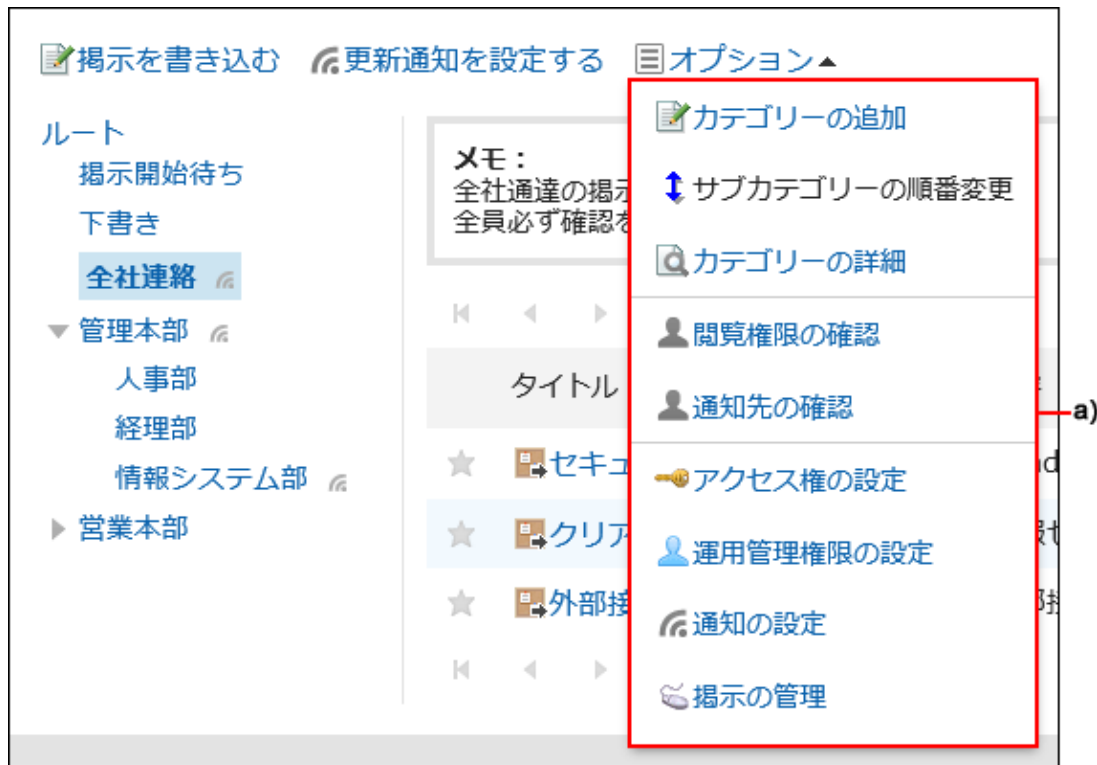 掲示を書き込む 更新通知を設定する オプション▲
ルート
掲示開始待ち
下書き
全社連絡
管理本部
人事部
経理部
情報システム部
営業本部
メモ：
全社通達の掲示
全員必ず確認を
タイトル
セキュ
クリア
外部接
カテゴリーの追加
サブカテゴリーの順番変更
カテゴリーの詳細
閲覧権限の確認
通知先の確認
アクセス権の設定
運用管理権限の設定
通知の設定
掲示の管理
a)